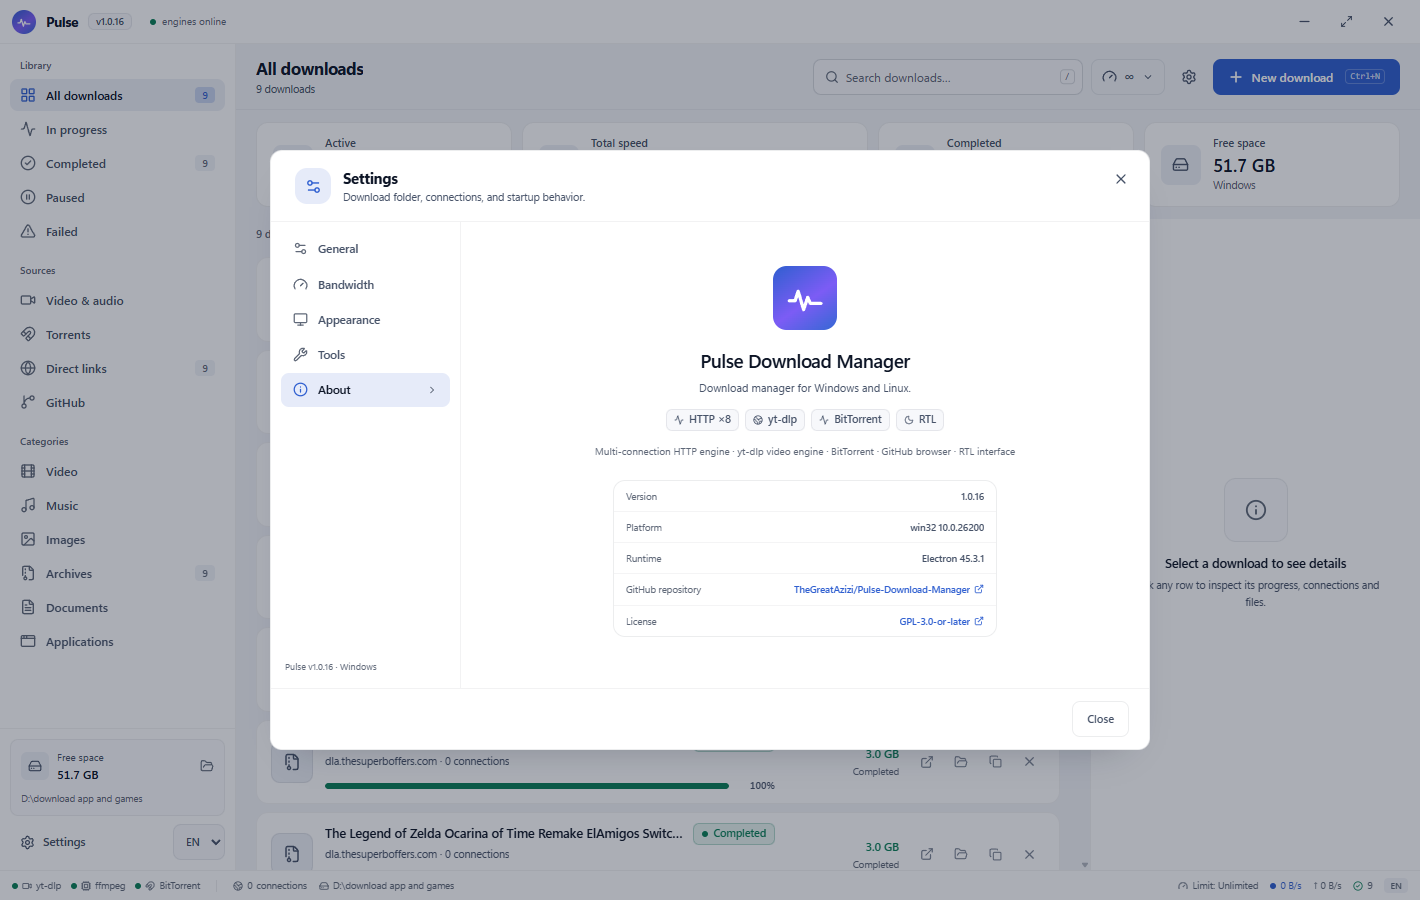 Pulse
v1.0.16
engines online
Library
All downloads
9
In progress
Completed
9
Paused
Failed
Sources
Video & audio
Torrents
Direct links
9
GitHub
Categories
Video
Music
Images
Archives
9
Documents
Applications
Free space
51.7 GB
D:\download app and games
Settings
EN
All downloads
9 downloads
Search downloads...
/
∞
New download
Ctrl+N
Active
Total speed
Completed
Free space
51.7 GB
Windows
9 d
Settings
Download folder, connections, and startup behavior.
General
Bandwidth
Appearance
Tools
About
Pulse v1.0.16 · Windows
Pulse Download Manager
Download manager for Windows and Linux.
HTTP ×8
yt-dlp
BitTorrent
RTL
Multi-connection HTTP engine · yt-dlp video engine · BitTorrent · GitHub browser · RTL interface
Version
1.0.16
Platform
win32 10.0.26200
Runtime
Electron 45.3.1
GitHub repository
TheGreatAzizi/Pulse-Download-Manager
License
GPL-3.0-or-later
Close
Select a download to see details
any row to inspect its progress, connections and
files.
dla.thesuperoffers.com · 0 connections
100%
3.0 GB
Completed
The Legend of Zelda Ocarina of Time Remake ElAmigos Switc...
Completed
dla.thesuperoffers.com · 0 connections
3.0 GB
Completed
yt-dlp
ffmpeg
BitTorrent
0 connections
D:\download app and games
Limit: Unlimited
0 B/s
↑ 0 B/s
9
EN